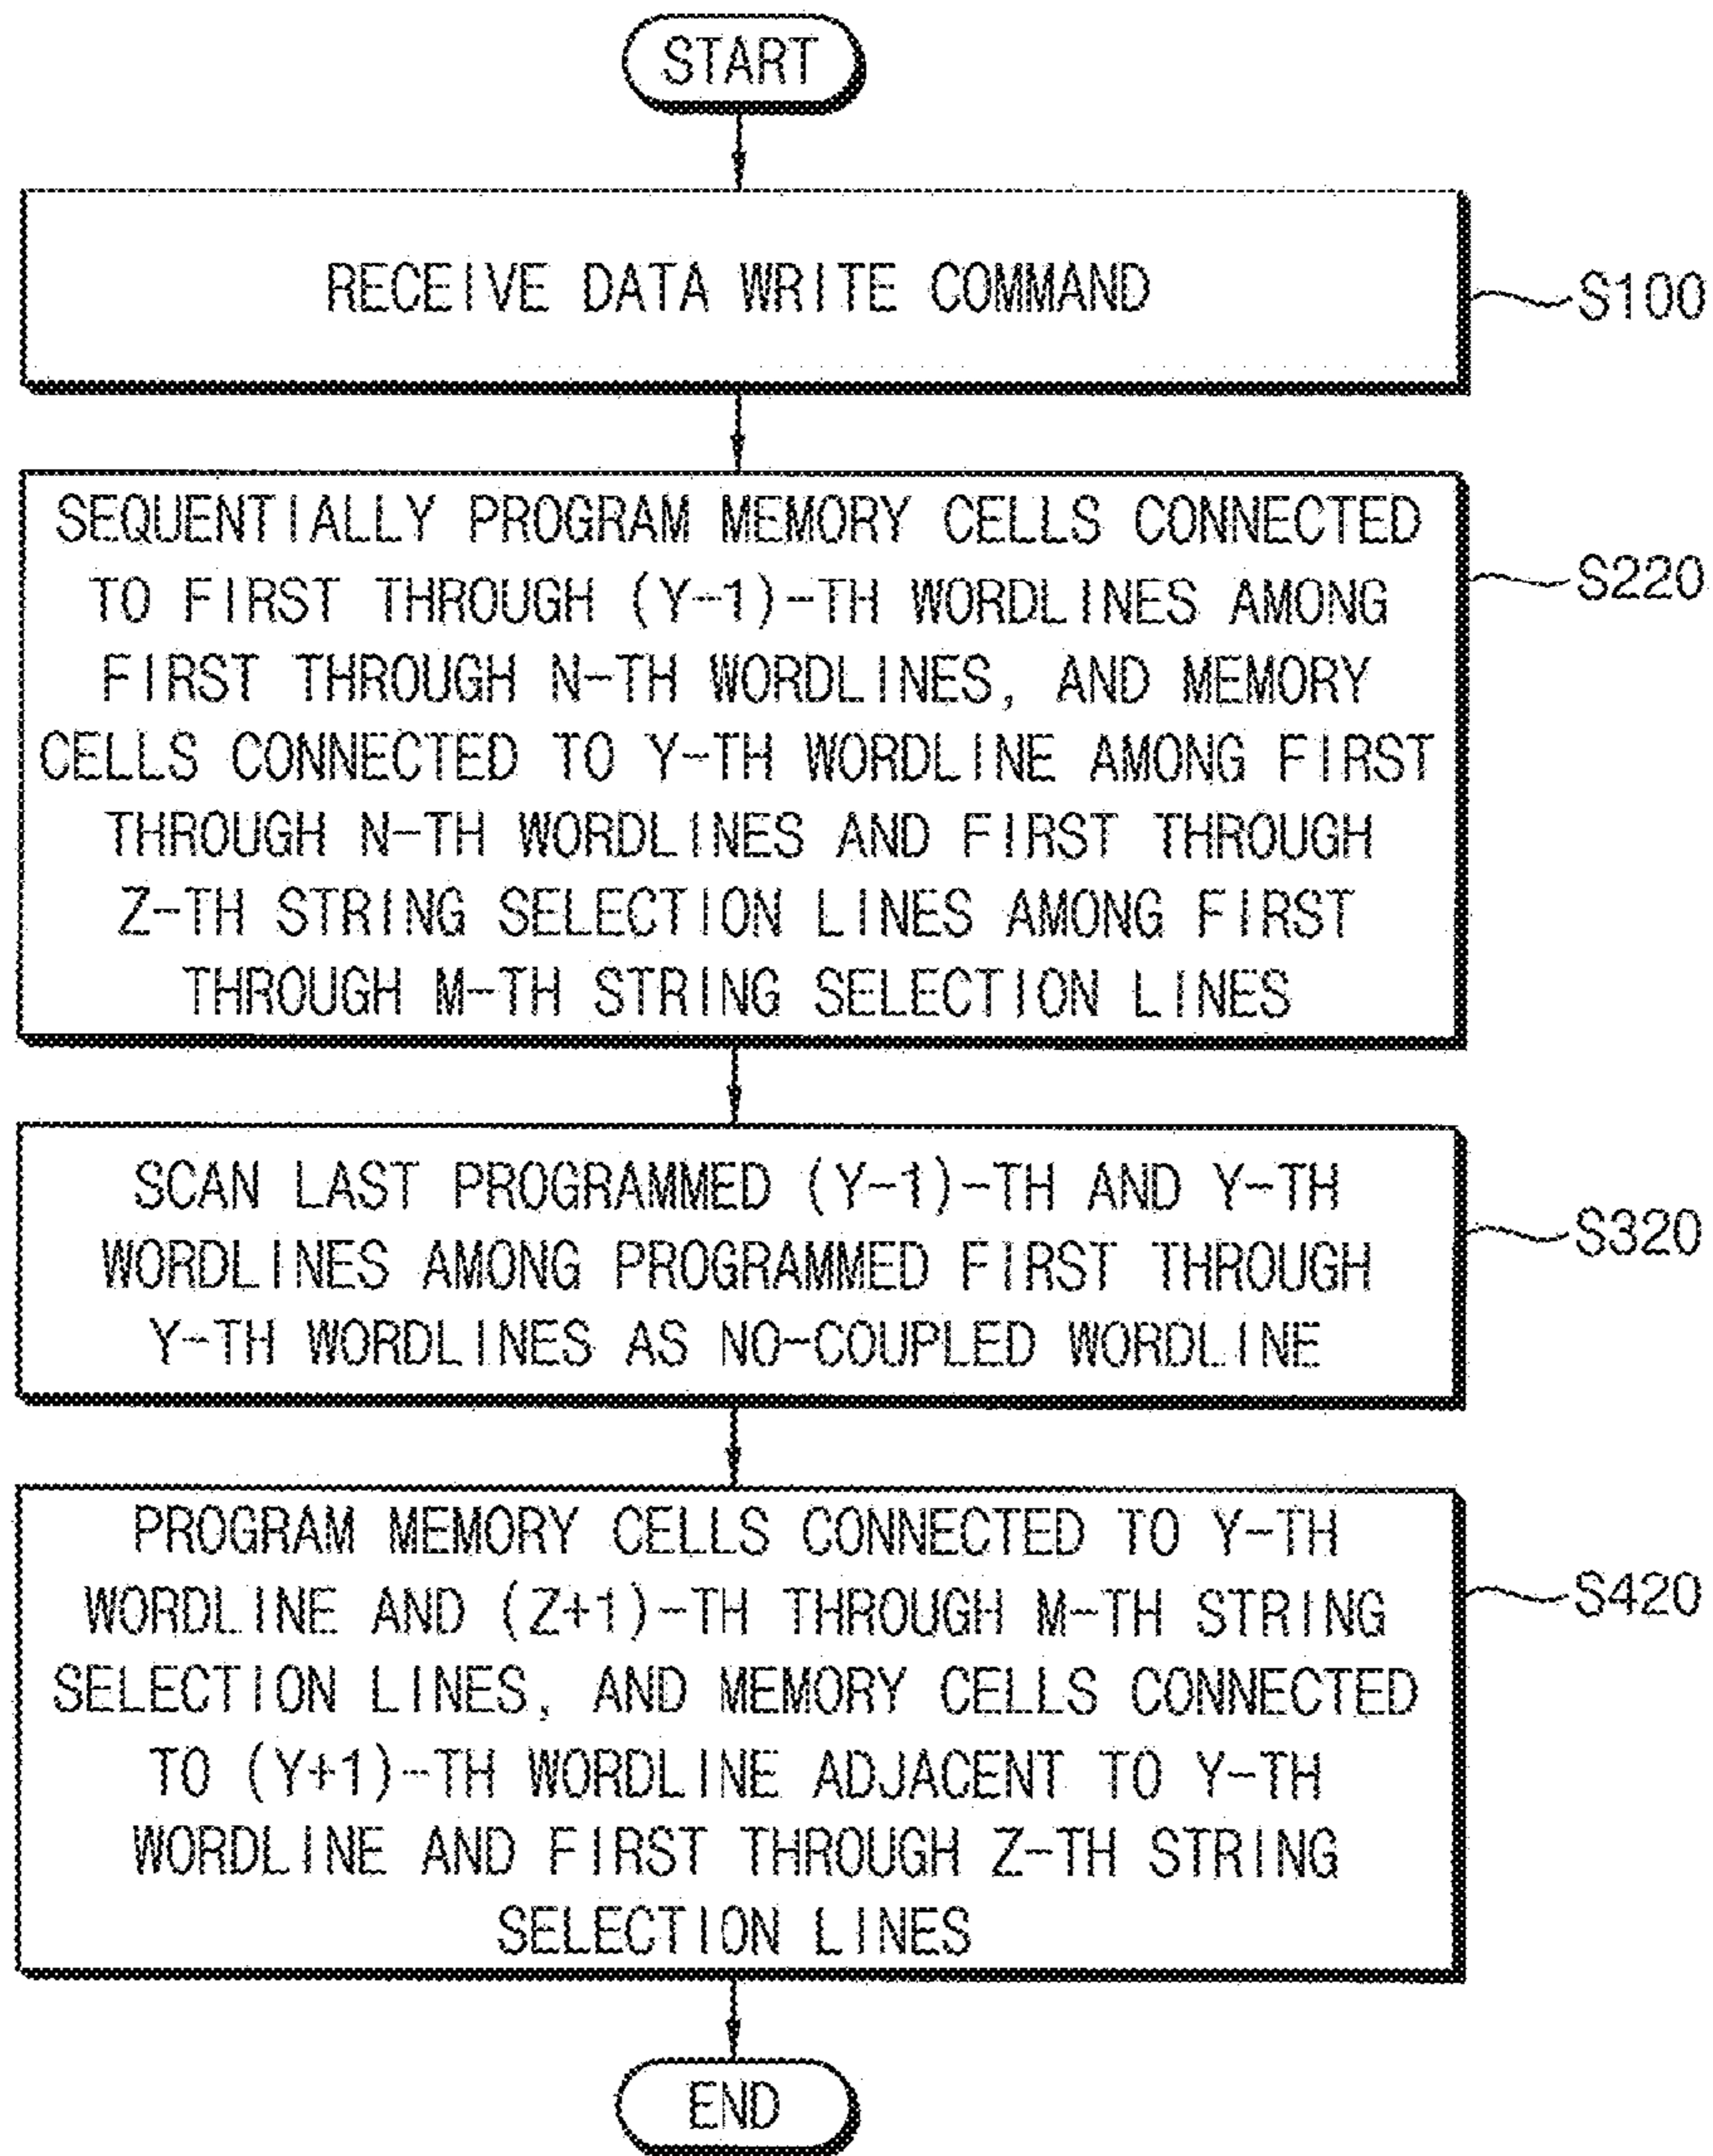 START
RECEIVE DATA WRITE COMMAND
S100
SEQUENTIALLY PROGRAM MEMORY CELLS CONNECTED
TO FIRST THROUGH (Y-1)-TH WORDLINES AMONG
FIRST THROUGH N-TH WORDLINES, AND MEMORY
CELLS CONNECTED TO Y-TH WORDLINE AMONG FIRST
THROUGH N-TH WORDLINES AND FIRST THROUGH
Z-TH STRING SELECTION LINES AMONG FIRST
THROUGH M-TH STRING SELECTION LINES
S220
SCAN LAST PROGRAMMED (Y-1)-TH AND Y-TH
WORDLINES AMONG PROGRAMMED FIRST THROUGH
Y-TH WORDLINES AS NO-COUPLED WORDLINE
S320
PROGRAM MEMORY CELLS CONNECTED TO Y-TH
WORDLINE AND (Z+1)-TH THROUGH M-TH STRING
SELECTION LINES, AND MEMORY CELLS CONNECTED
TO (Y+1)-TH WORDLINE ADJACENT TO Y-TH
WORDLINE AND FIRST THROUGH Z-TH STRING
SELECTION LINES
S420
END